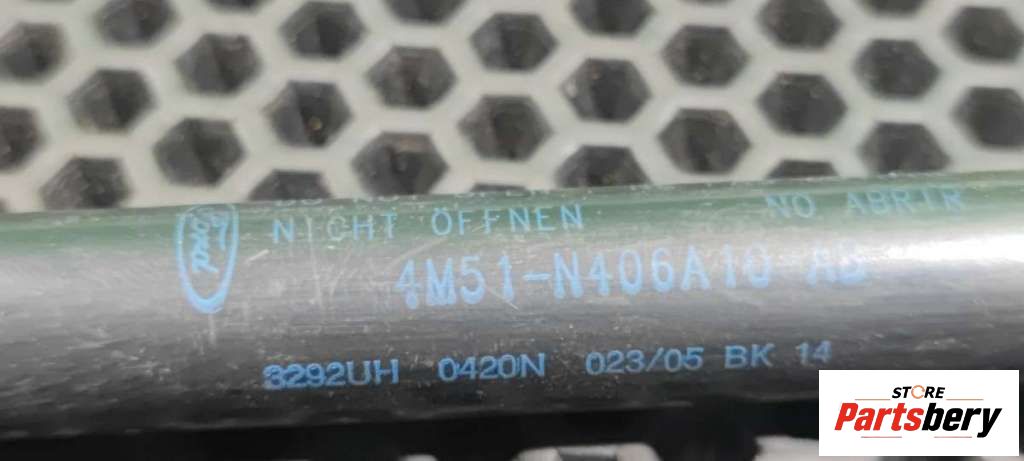 NICHT ÖFFNEN NO ABRIR
Ford
4M51-N406A10 AB
3292UH 0420N 023/05 BK 14
STORE
Partsbery